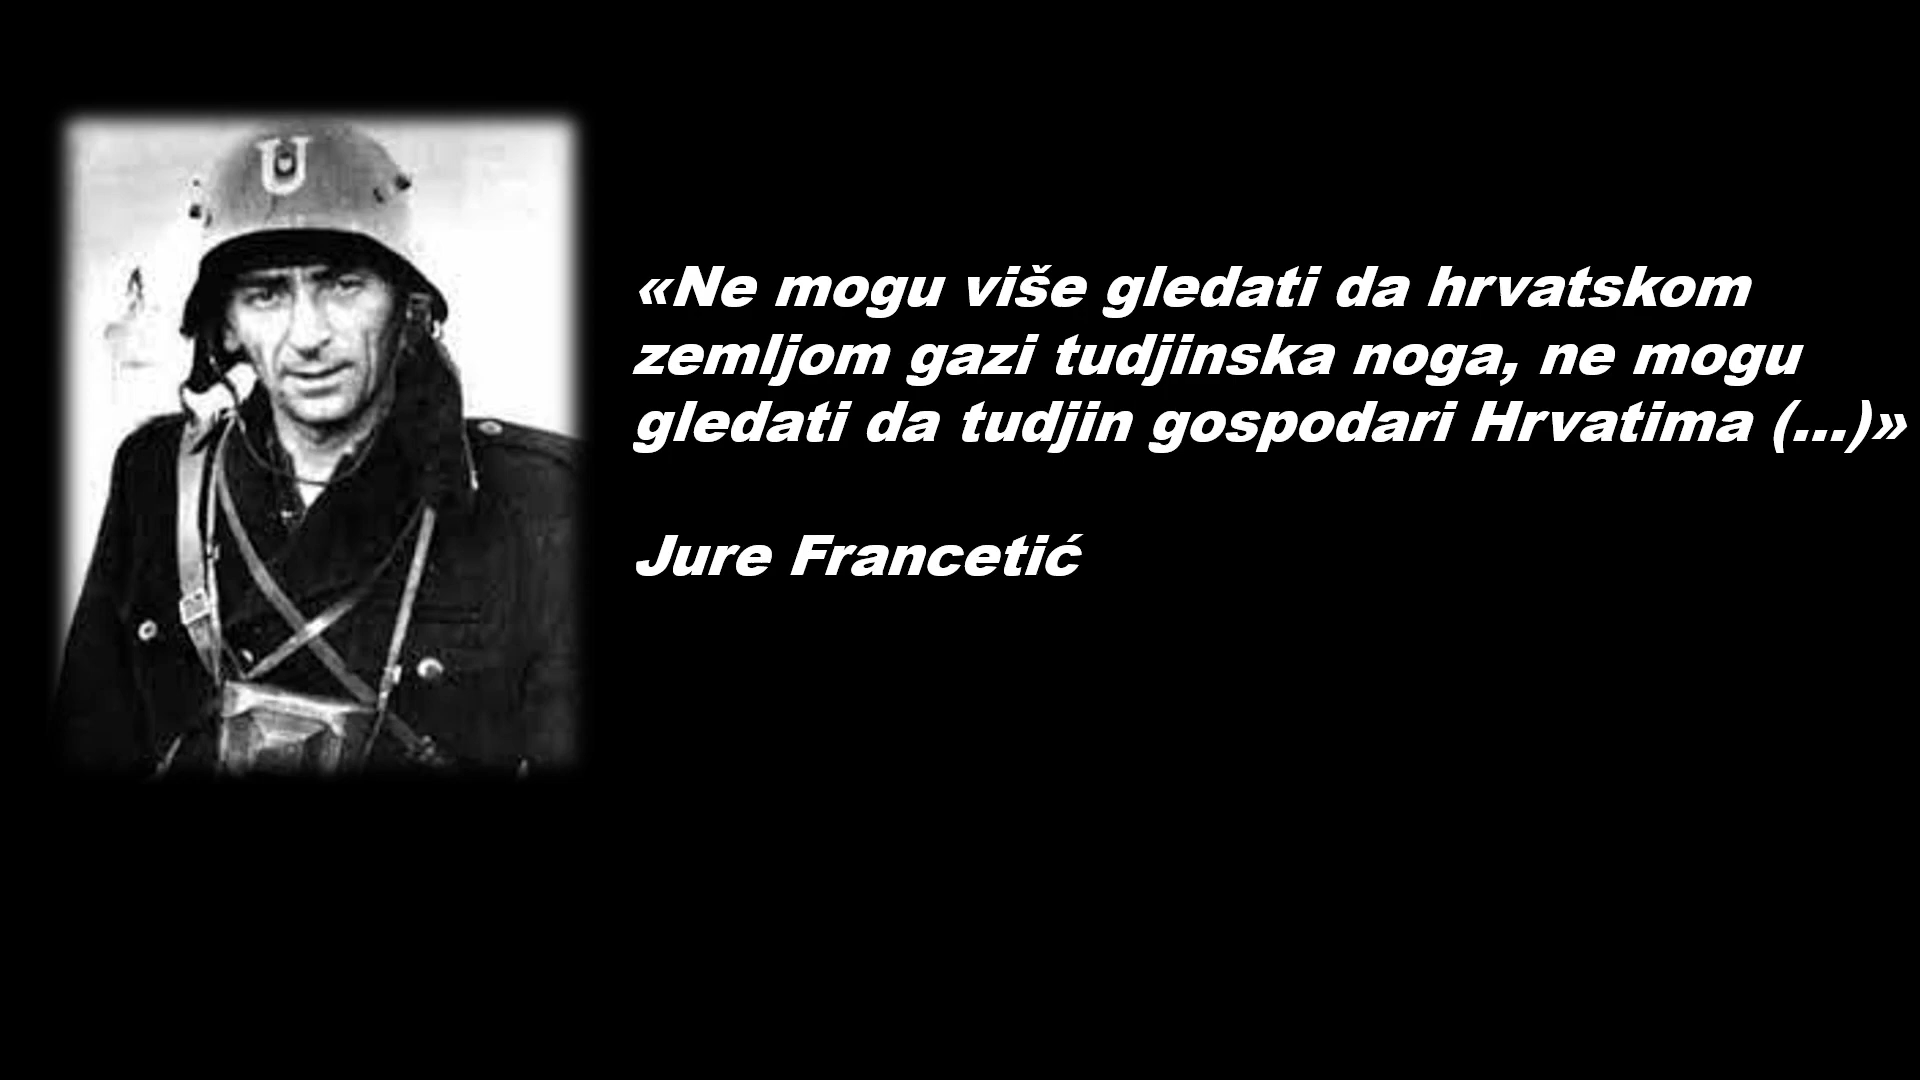 U
«Ne mogu više gledati da hrvatskom
zemljom gazi tudjinska noga, ne mogu
gledati da tudjin gospodari Hrvatima (...)»
Jure Francetić